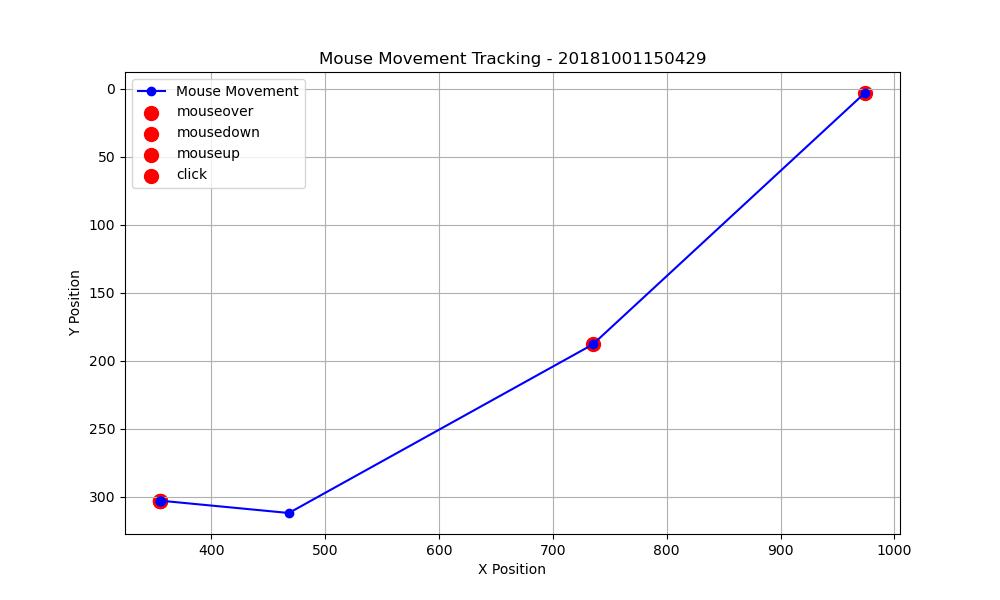 Mouse Movement Tracking - 20181001150429
Mouse Movement
mouseover
mousedown
mouseup
click
0
50
100
150
200
250
300
Y Position
400
500
600
700
800
900
1000
X Position